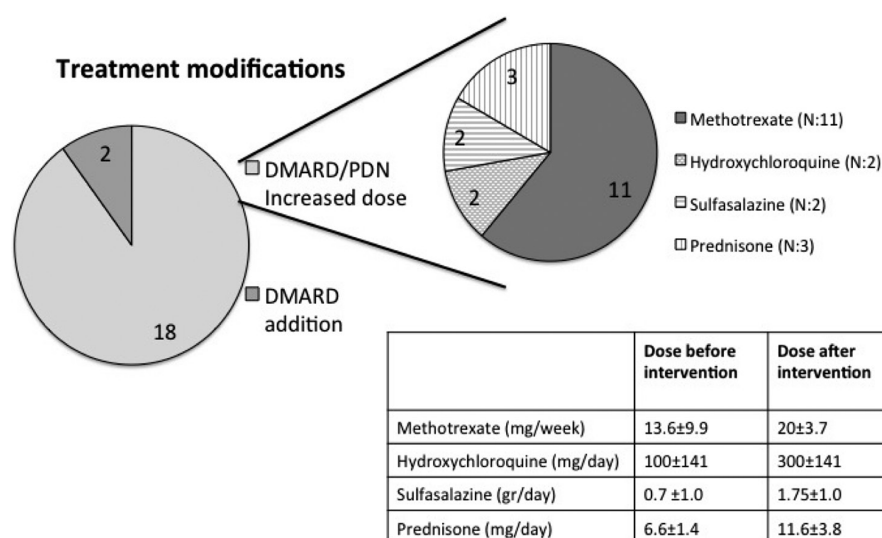 Treatment modifications
2
18
DMARD/PDN
Increased dose
DMARD
addition
3
2
2
11
Methotrexate (N:11)
Hydroxychloroquine (N:2)
Sulfasalazine (N:2)
Prednisone (N:3)
Dose before intervention Dose after intervention
Methotrexate (mg/week) 13.6±9.9 20±3.7
Hydroxychloroquine (mg/day) 100±141 300±141
Sulfasalazine (gr/day) 0.7 ±1.0 1.75±1.0
Prednisone (mg/day) 6.6±1.4 11.6±3.8